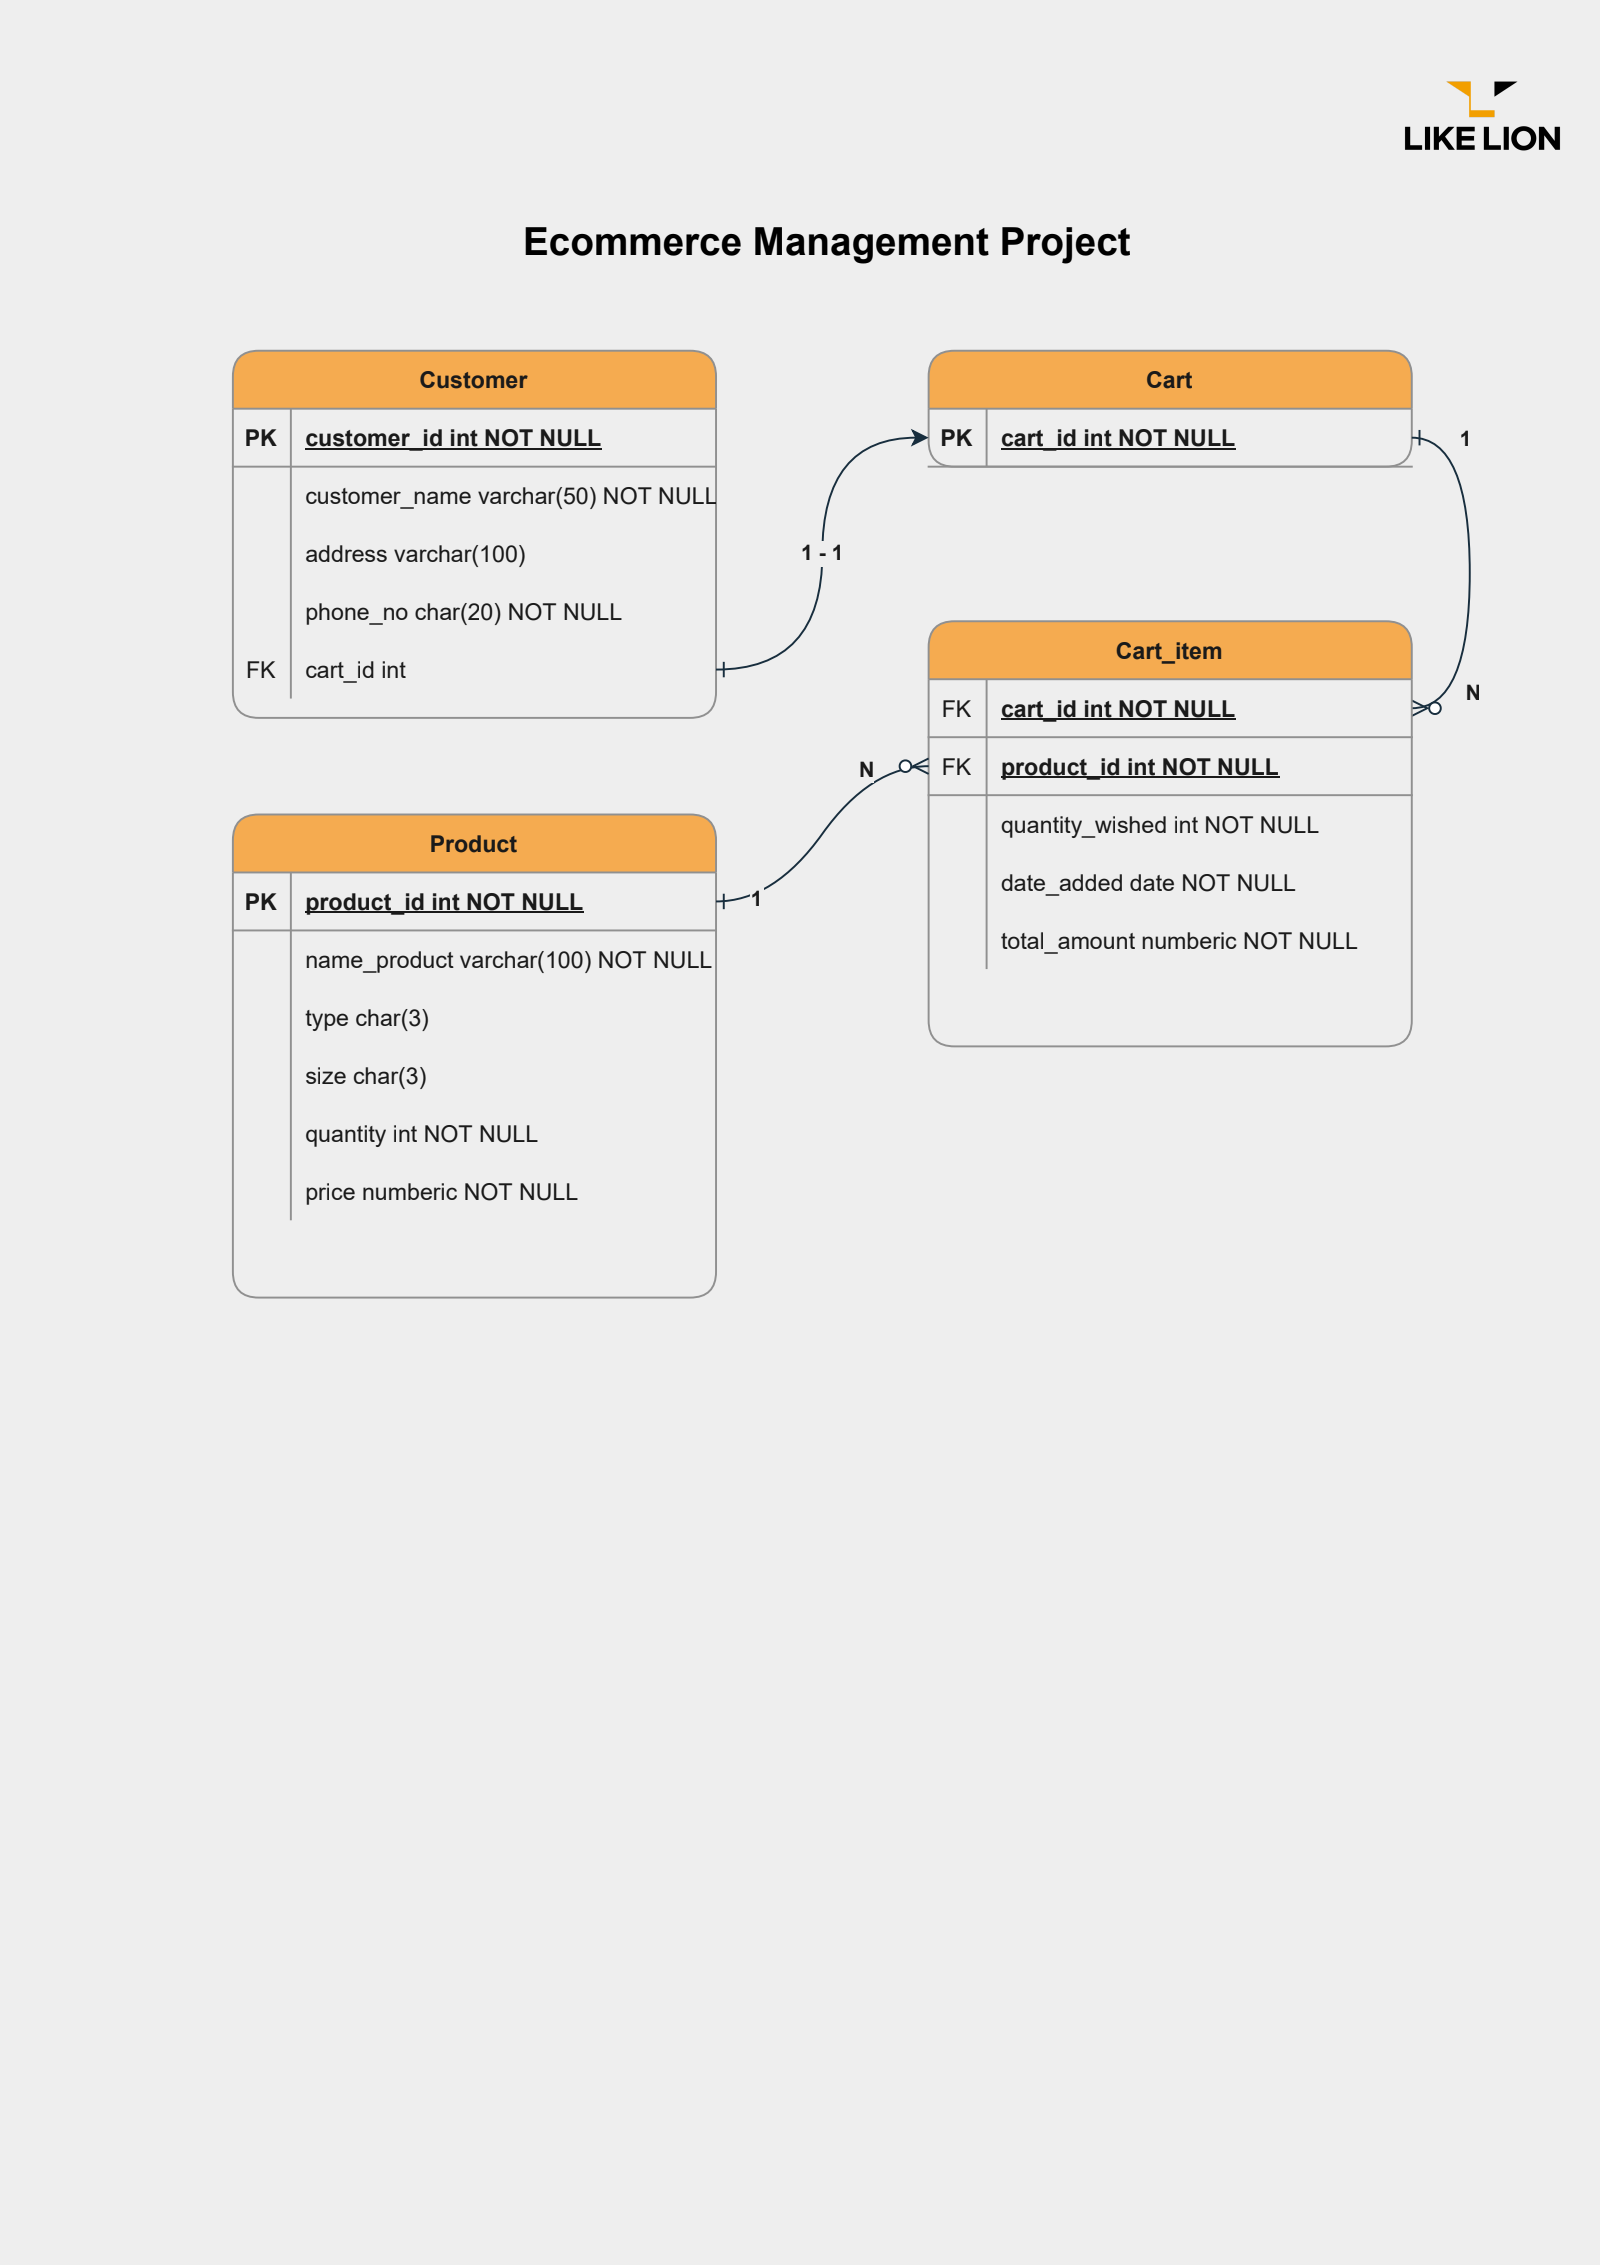 LIKE LION
Ecommerce Management Project
Customer
PK customer_id int NOT NULL
customer_name varchar(50) NOT NULL
address varchar(100)
phone_no char(20) NOT NULL
FK cart_id int
1 - 1
Cart
PK cart_id int NOT NULL
1
N
Cart_item
FK cart_id int NOT NULL
FK product_id int NOT NULL
quantity_wished int NOT NULL
date_added date NOT NULL
total_amount numberic NOT NULL
N
1
Product
PK product_id int NOT NULL
name_product varchar(100) NOT NULL
type char(3)
size char(3)
quantity int NOT NULL
price numberic NOT NULL